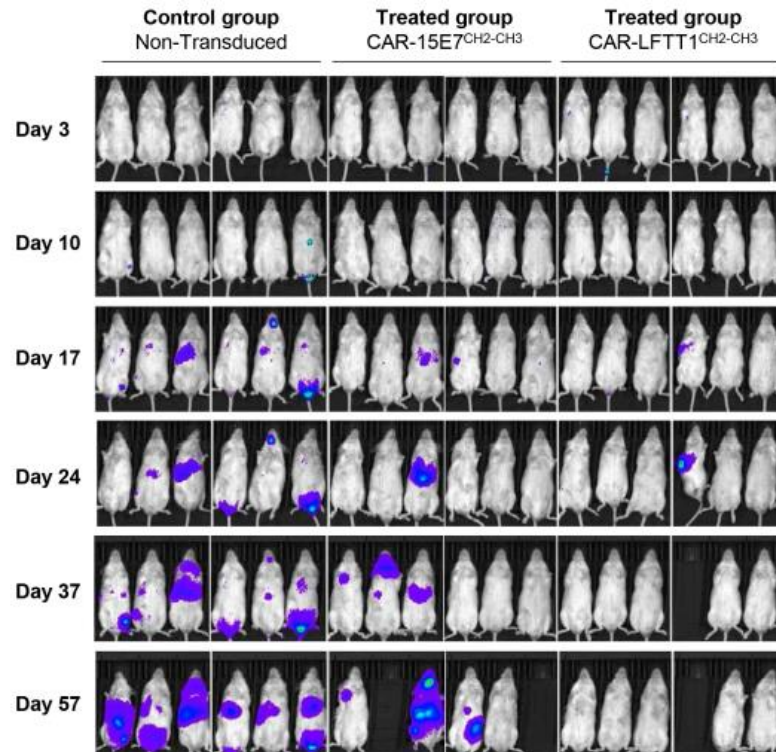 Control group
Non-Transduced
Treated group
CAR-15E7CH2-CH3
Treated group
CAR-LFTT1CH2-CH3
Day 3
Day 10
Day 17
Day 24
Day 37
Day 57